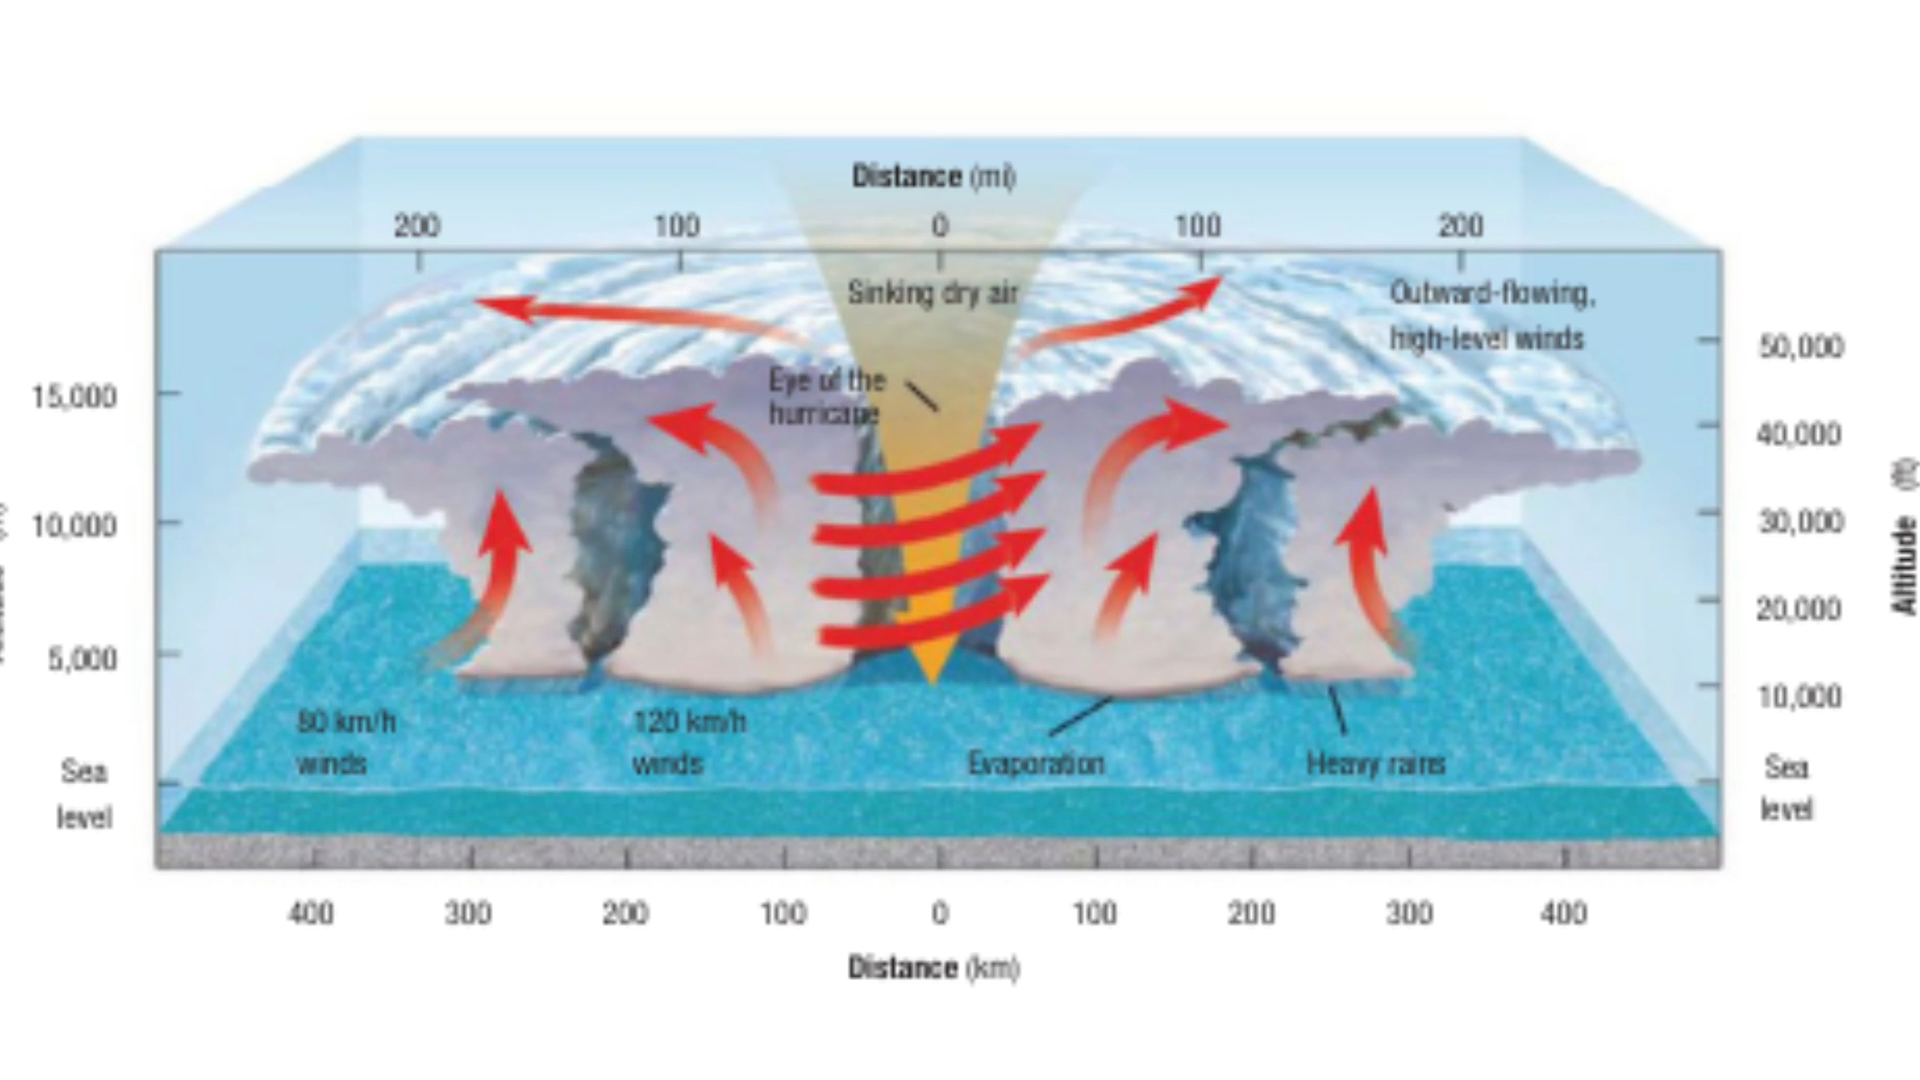 Distance (mi)
200 100 0 100 200
Sinking dry air
Outward-flowing,
high-level winds
Eye of the
hurricane
50,000
40,000
30,000
20,000
10,000
Sea
level
Altitude (ft)
15,000
10,000
5,000
Sea
level
80 km/h
winds
120 km/h
winds
Evaporation
Heavy rains
400 300 200 100 0 100 200 300 400
Distance (km)